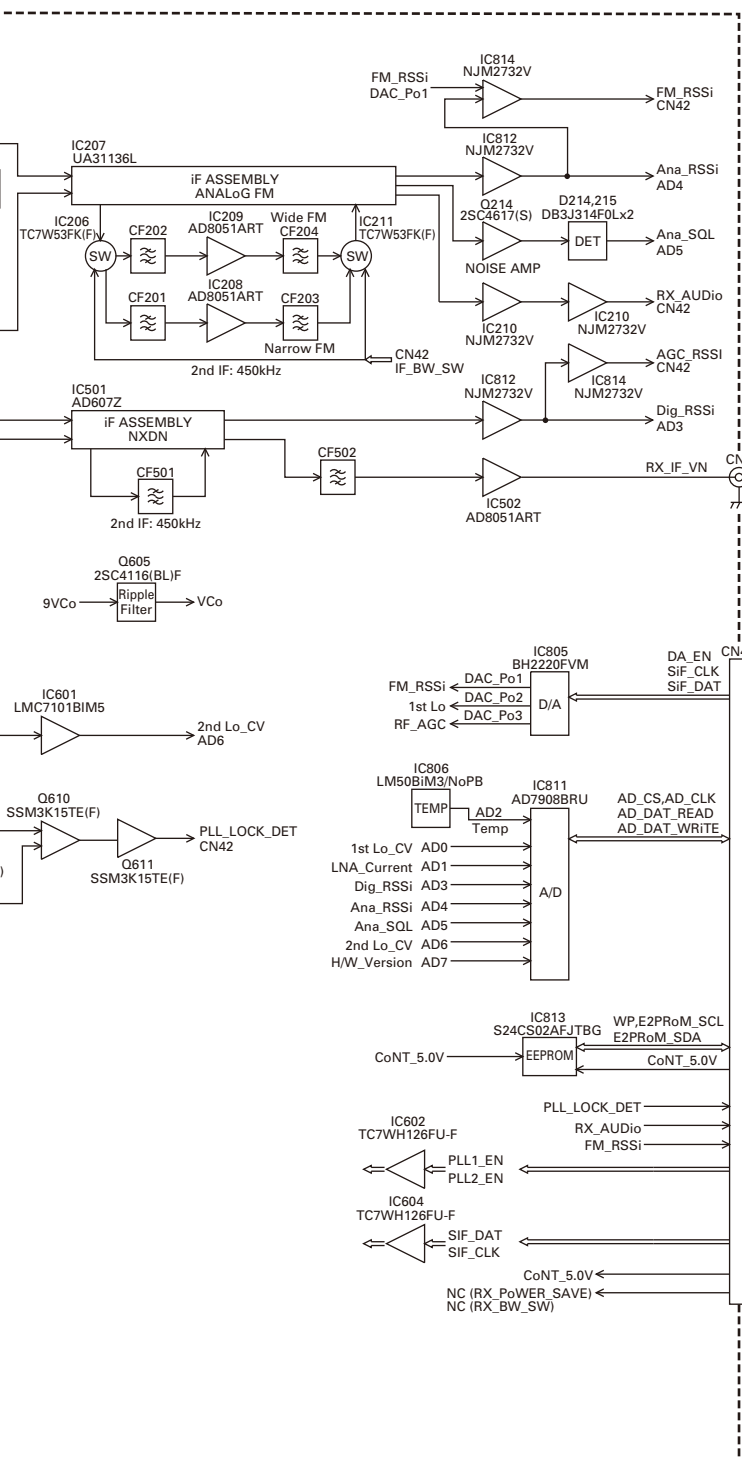 FM_RSSi
DAC_Po1
IC814
NJM2732V
FM_RSSi
CN42
IC207
UA31136L
iF ASSEMBLY
ANALoG FM
IC812
NJM2732V
Ana_RSSi
AD4
IC206
TC7W53FK(F)
SW
CF202
IC209
AD8051ART
Wide FM
CF204
IC211
TC7W53FK(F)
SW
Q214
2SC4617(S)
NOISE AMP
D214,215
DB3J314F0Lx2
DET
Ana_SQL
AD5
CF201
IC208
AD8051ART
CF203
Narrow FM
2nd IF: 450kHz
CN42
IF_BW_SW
IC210
NJM2732V
IC210
NJM2732V
RX_AUDio
CN42
IC501
AD607Z
iF ASSEMBLY
NXDN
IC812
NJM2732V
IC814
NJM2732V
AGC_RSSI
CN42
Dig_RSSi
AD3
CF501
2nd IF: 450kHz
CF502
IC502
AD8051ART
RX_IF_VN
CN
Q605
2SC4116(BL)F
9VCo
Ripple
Filter
VCo
IC601
LMC7101BIM5
2nd Lo_CV
AD6
Q610
SSM3K15TE(F)
Q611
SSM3K15TE(F)
PLL_LOCK_DET
CN42
)
IC805
BH2220FVM
FM_RSSi
DAC_Po1
1st Lo
DAC_Po2
RF_AGC
DAC_Po3
D/A
DA_EN
SiF_CLK
SiF_DAT
IC806
LM50BiM3/NoPB
TEMP
AD2
Temp
IC811
AD7908BRU
A/D
AD_CS,AD_CLK
AD_DAT_READ
AD_DAT_WRiTE
1st Lo_CV AD0
LNA_Current AD1
Dig_RSSi AD3
Ana_RSSi AD4
Ana_SQL AD5
2nd Lo_CV AD6
H/W_Version AD7
IC813
S24CS02AFJTBG
CoNT_5.0V
EEPROM
WP,E2PRoM_SCL
E2PRoM_SDA
CoNT_5.0V
PLL_LOCK_DET
RX_AUDio
FM_RSSi
IC602
TC7WH126FU-F
PLL1_EN
PLL2_EN
IC604
TC7WH126FU-F
SIF_DAT
SIF_CLK
CoNT_5.0V
NC (RX_PoWER_SAVE)
NC (RX_BW_SW)